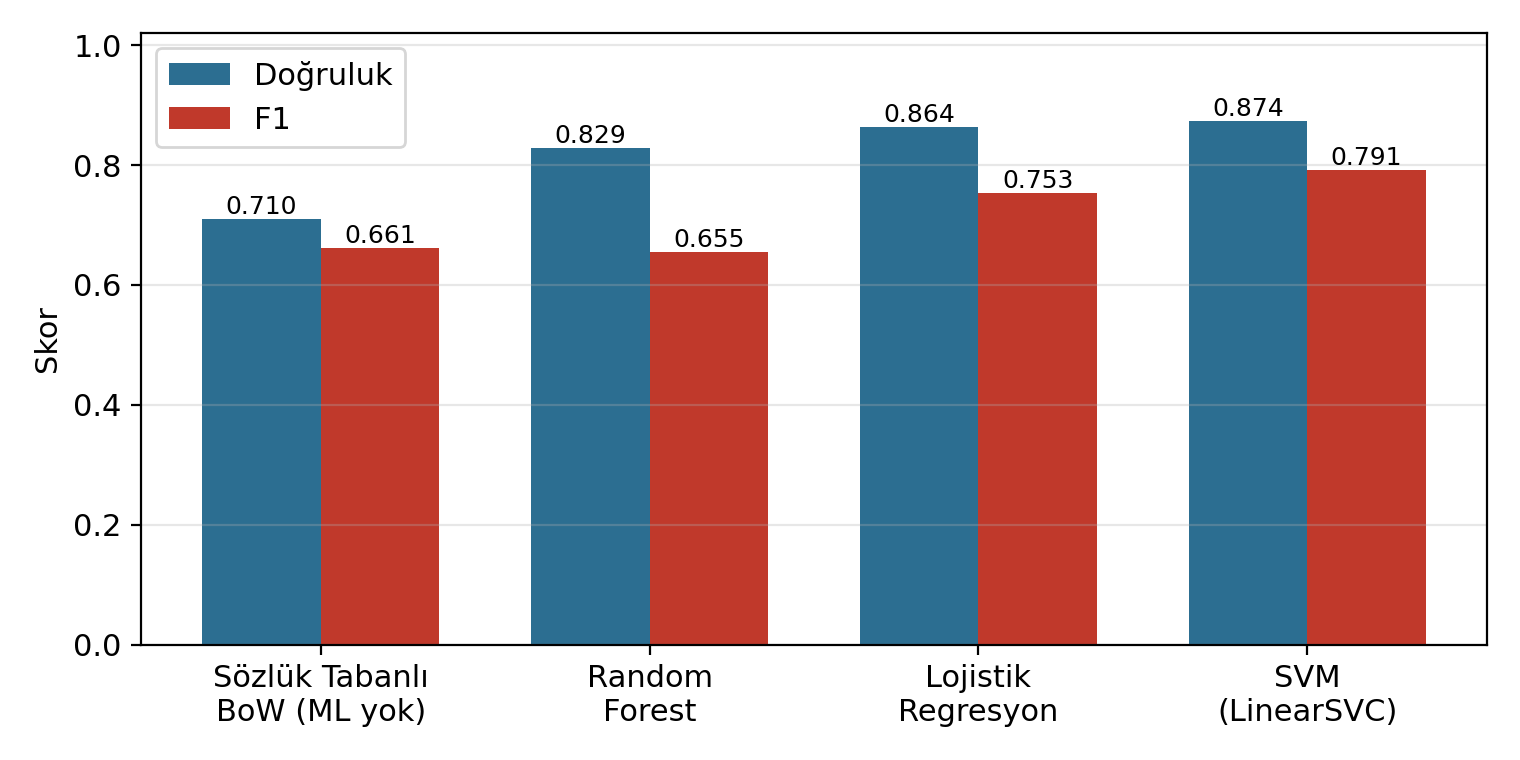 Doğruluk
F1
Skor
1.0
0.8
0.6
0.4
0.2
0.0
0.710
0.661
0.829
0.655
0.864
0.753
0.874
0.791
Sözlük Tabanlı
BoW (ML yok)
Random
Forest
Lojistik
Regresyon
SVM
(LinearSVC)